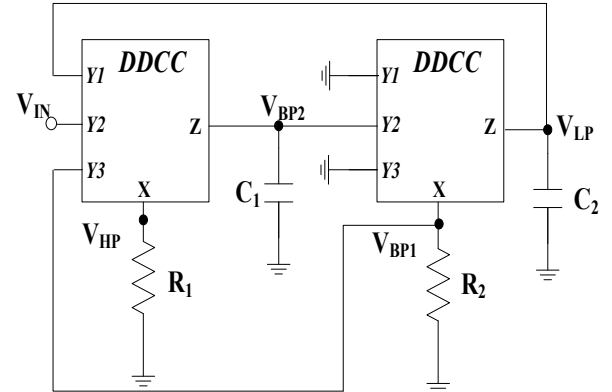 DDCC
Y1
Y2
Y3
Z
X
V_IN
V_HP
R₁
V_BP2
C₁
DDCC
Y1
Y2
Y3
Z
X
V_BP1
R₂
V_LP
C₂